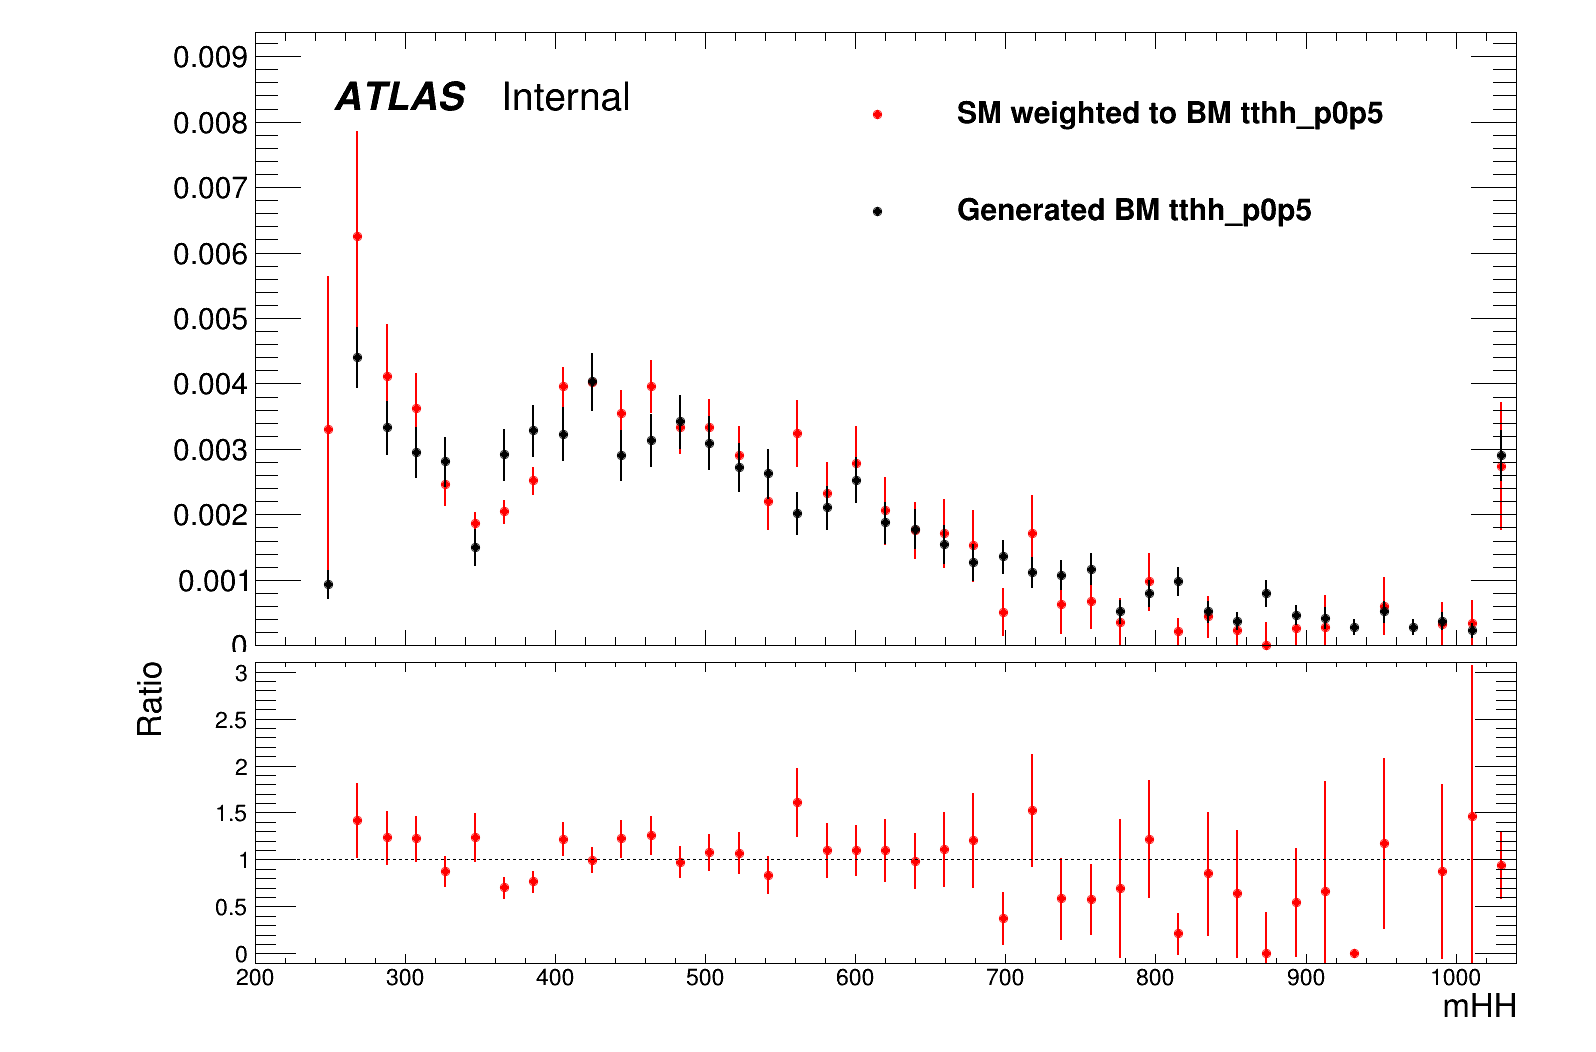 0.009
ATLAS Internal
SM weighted to BM tthh_p0p5
0.008
0.007
Generated BM tthh_p0p5
0.006
0.005
0.004
0.003
0.002
0.001
0
Ratio
3
2.5
2
1.5
1
0.5
0
200 300 400 500 600 700 800 900 1000
mHH